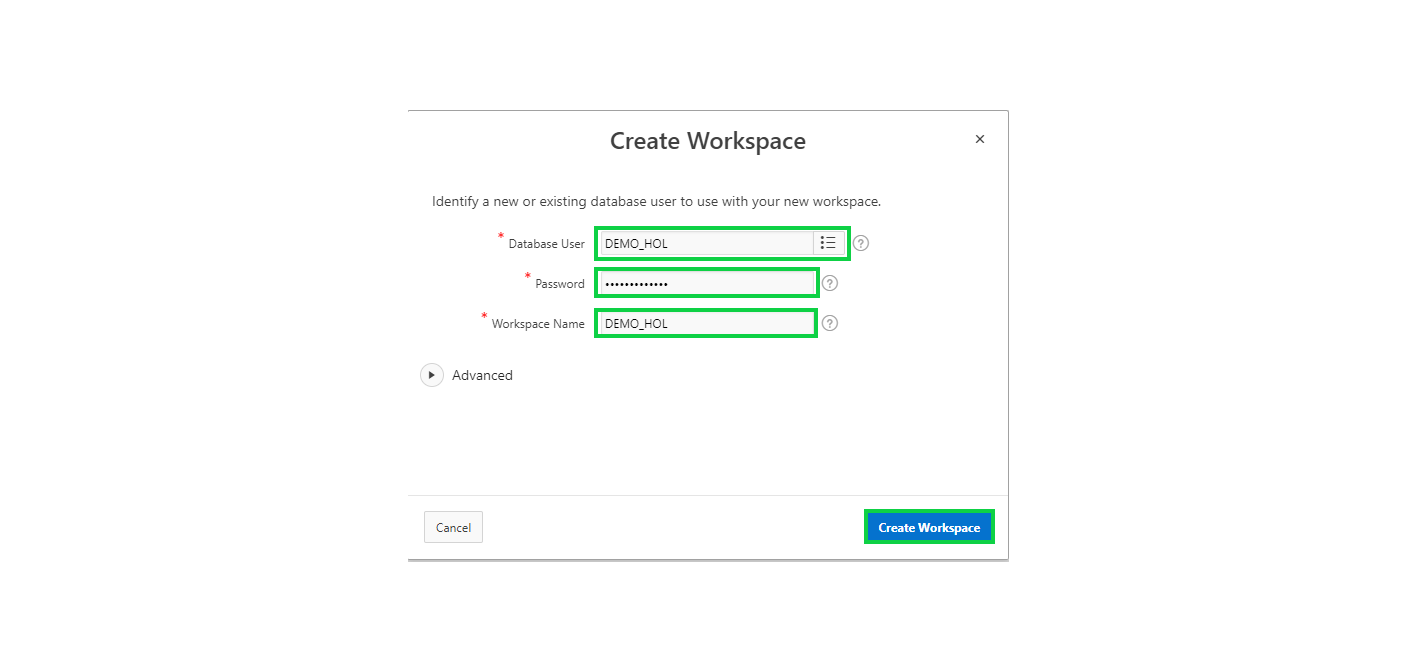 Create Workspace
×
Identify a new or existing database user to use with your new workspace.
* Database User DEMO_HOL ?
* Password ••••••••••••• ?
* Workspace Name DEMO_HOL ?
Advanced
Cancel Create Workspace